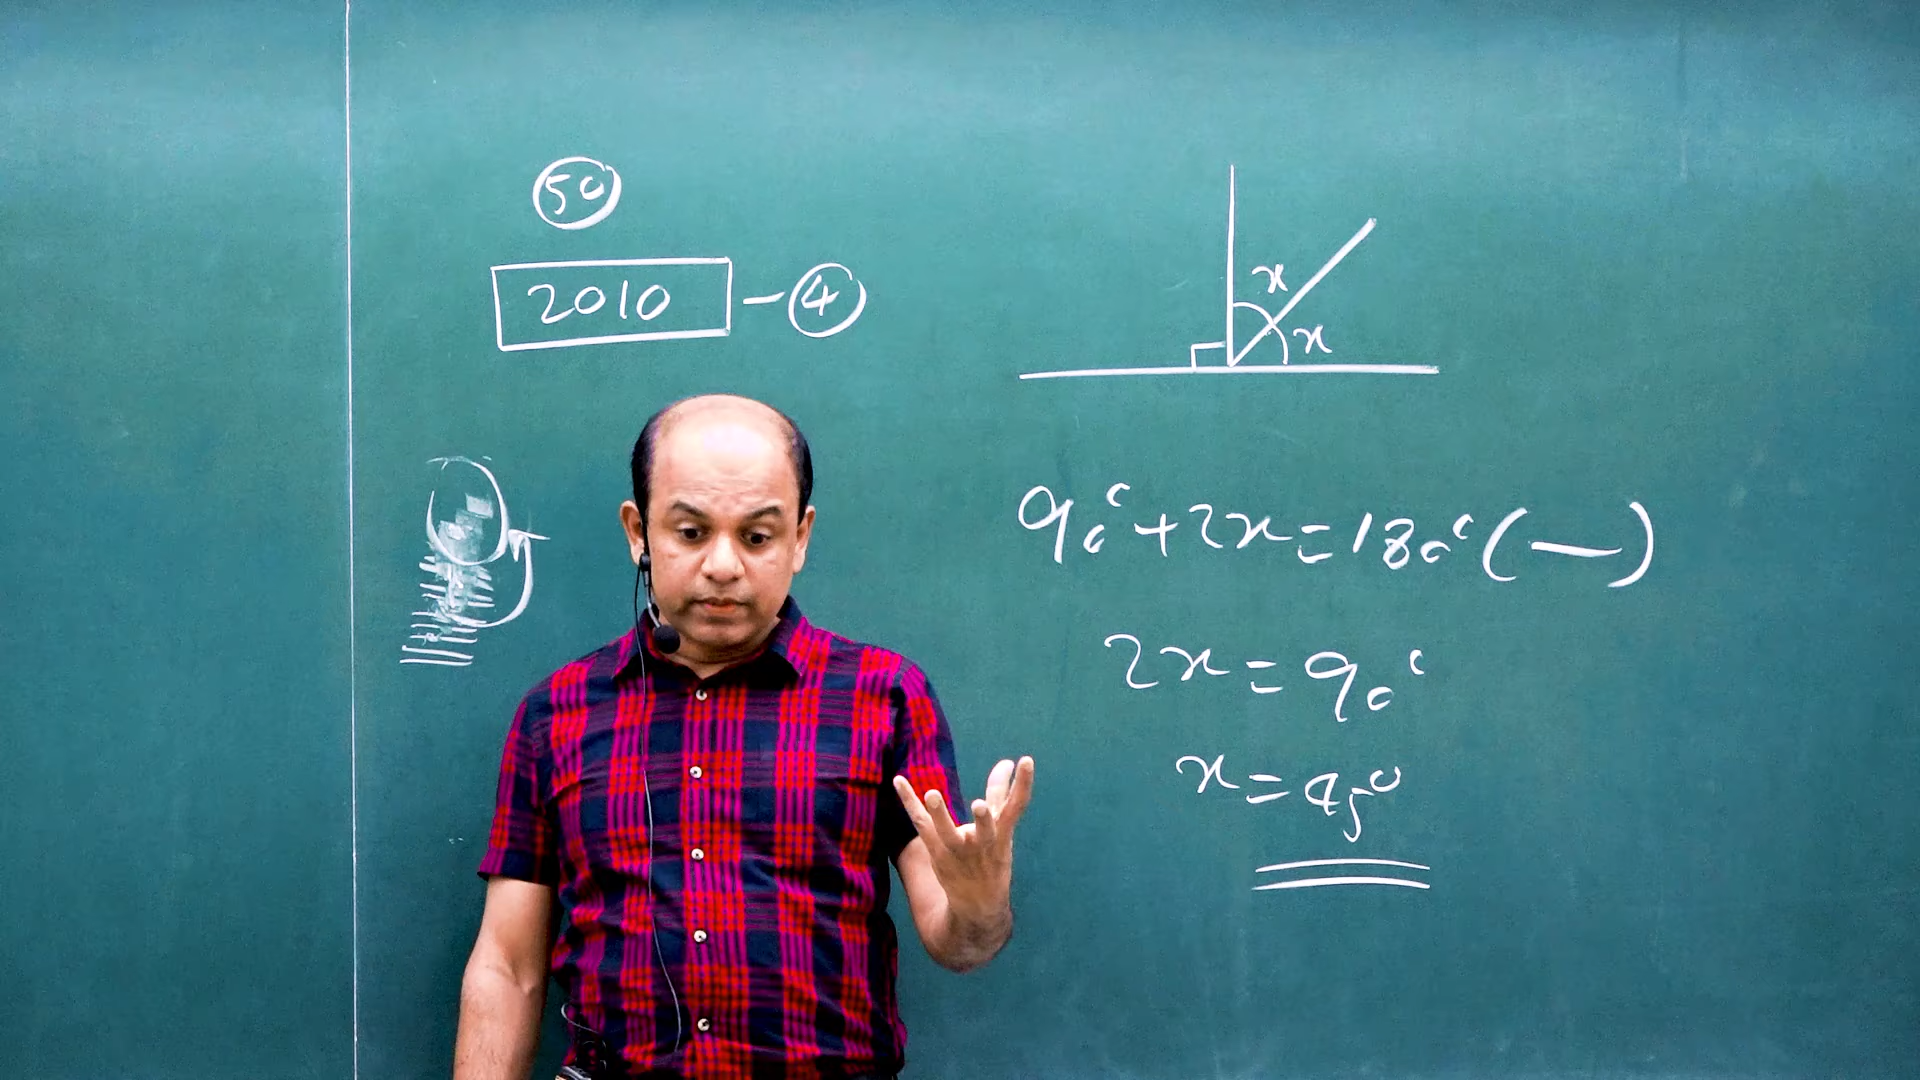 50
2010 – 4
x
x
90° + 2x = 180° (—)
2x = 90°
x = 45°